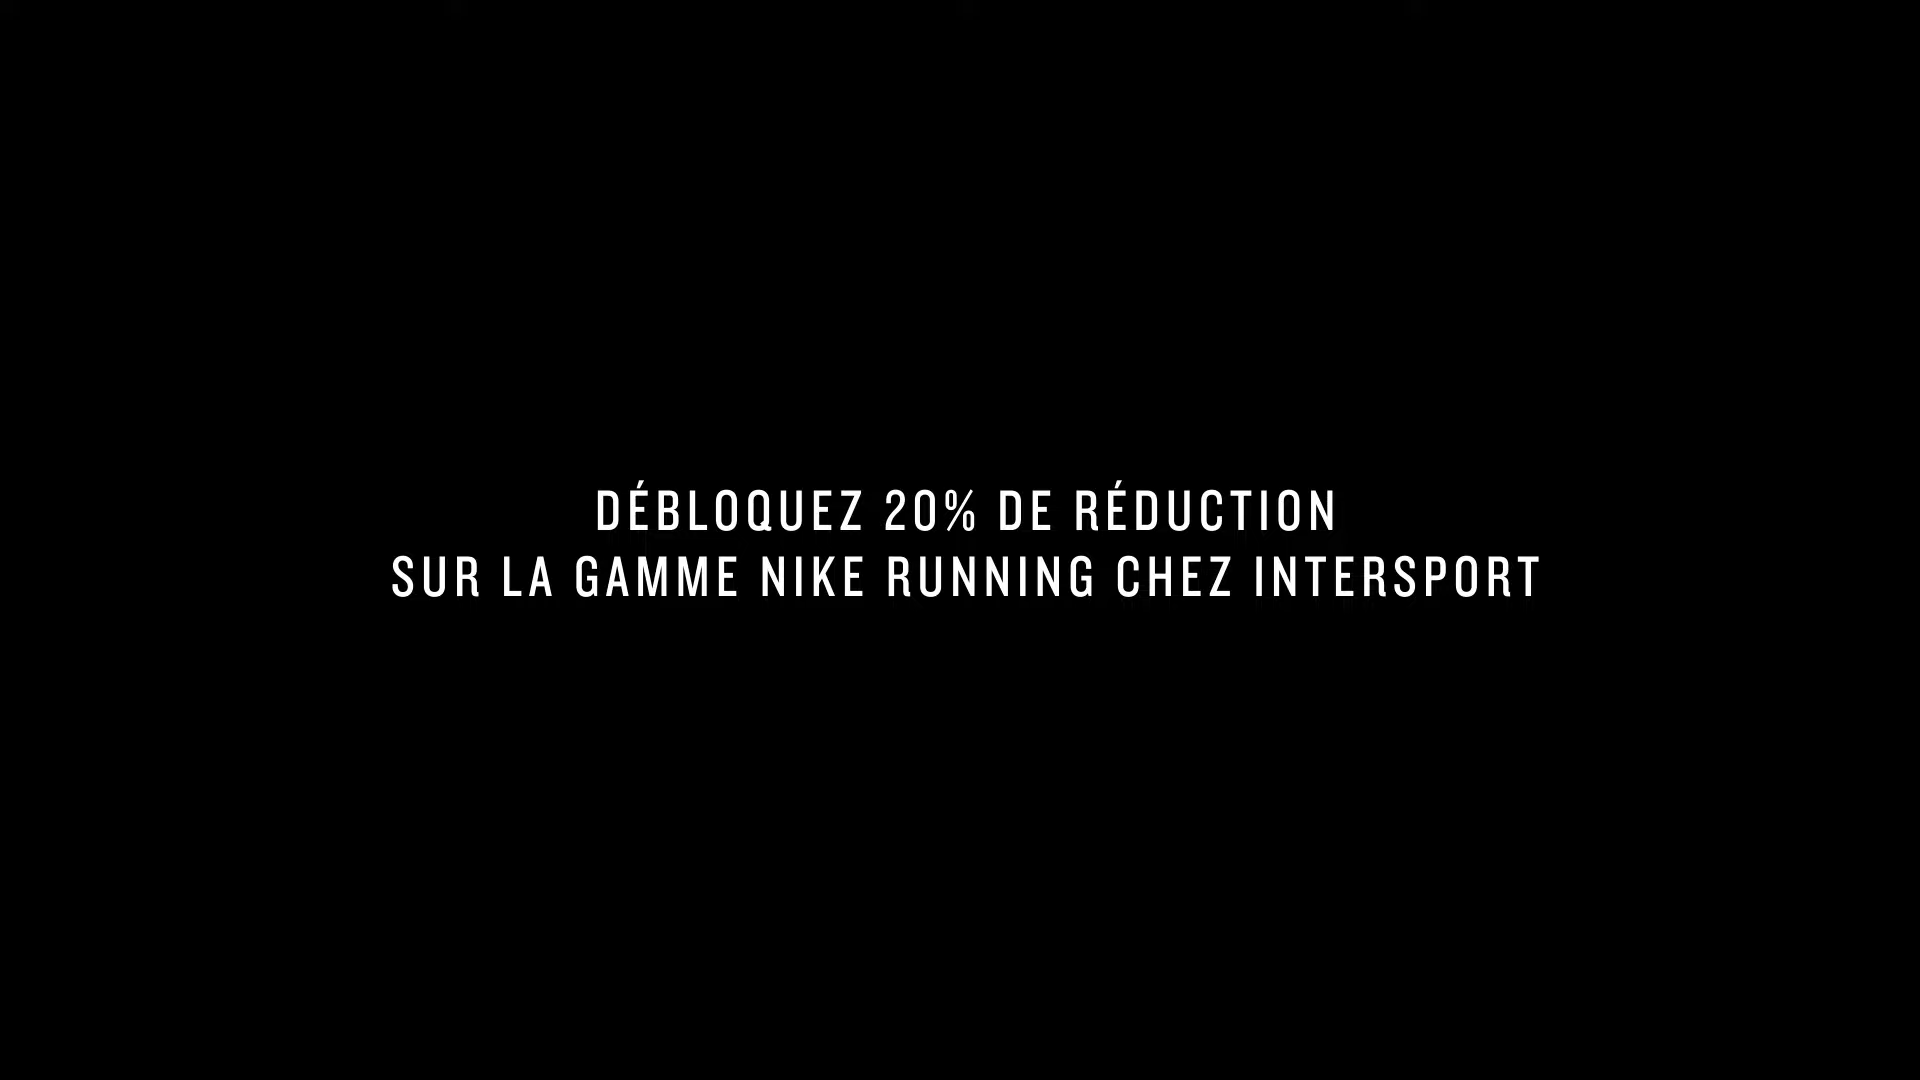 DÉBLOQUEZ 20% DE RÉDUCTION
SUR LA GAMME NIKE RUNNING CHEZ INTERSPORT